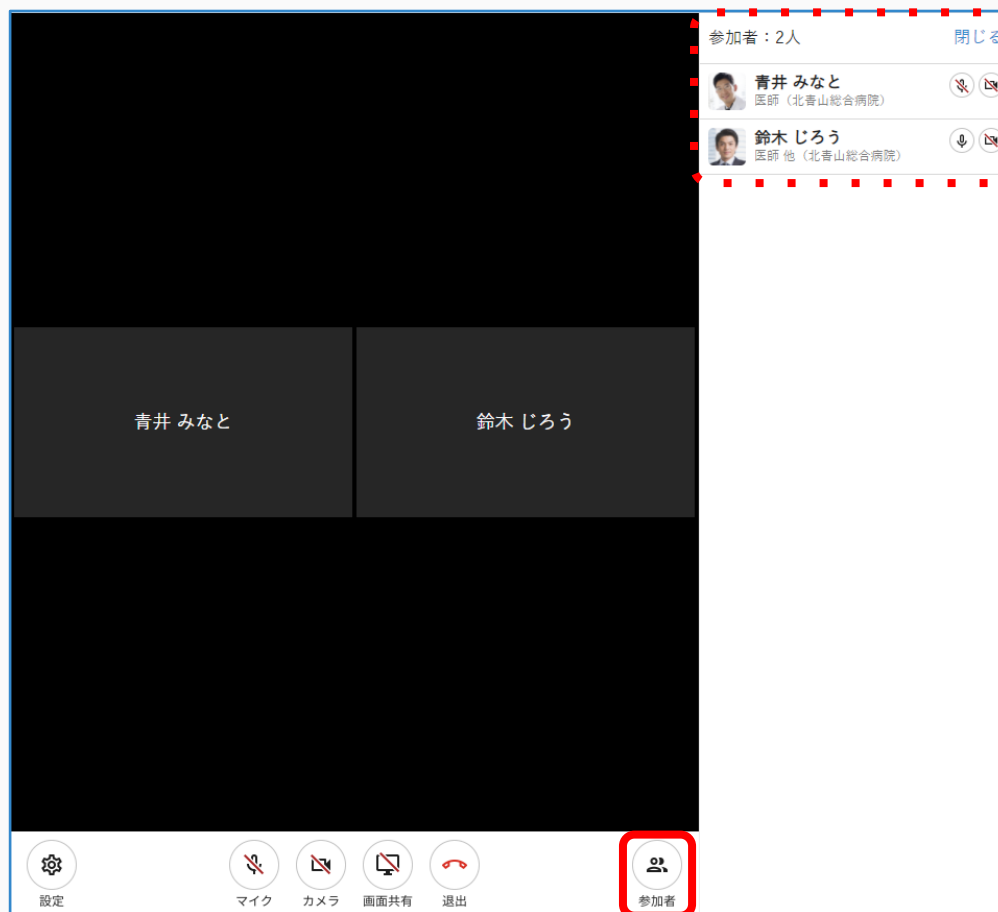 参加者：2人 閉じる
青井 みなと
医師（北青山総合病院）
鈴木 じろう
医師 他（北青山総合病院）
青井 みなと 鈴木 じろう
設定 マイク カメラ 画面共有 退出 参加者